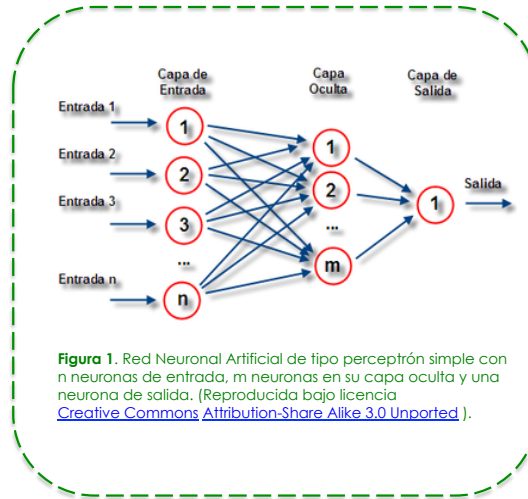 Capa de
Entrada
Capa
Oculta
Capa de
Salida
Entrada 1
1
1
Entrada 2
2
2
1
Salida
Entrada 3
3
...
...
m
Entrada n
n
Figura 1. Red Neuronal Artificial de tipo perceptrón simple con
n neuronas de entrada, m neuronas en su capa oculta y una
neurona de salida. (Reproducida bajo licencia
Creative Commons Attribution-Share Alike 3.0 Unported ).